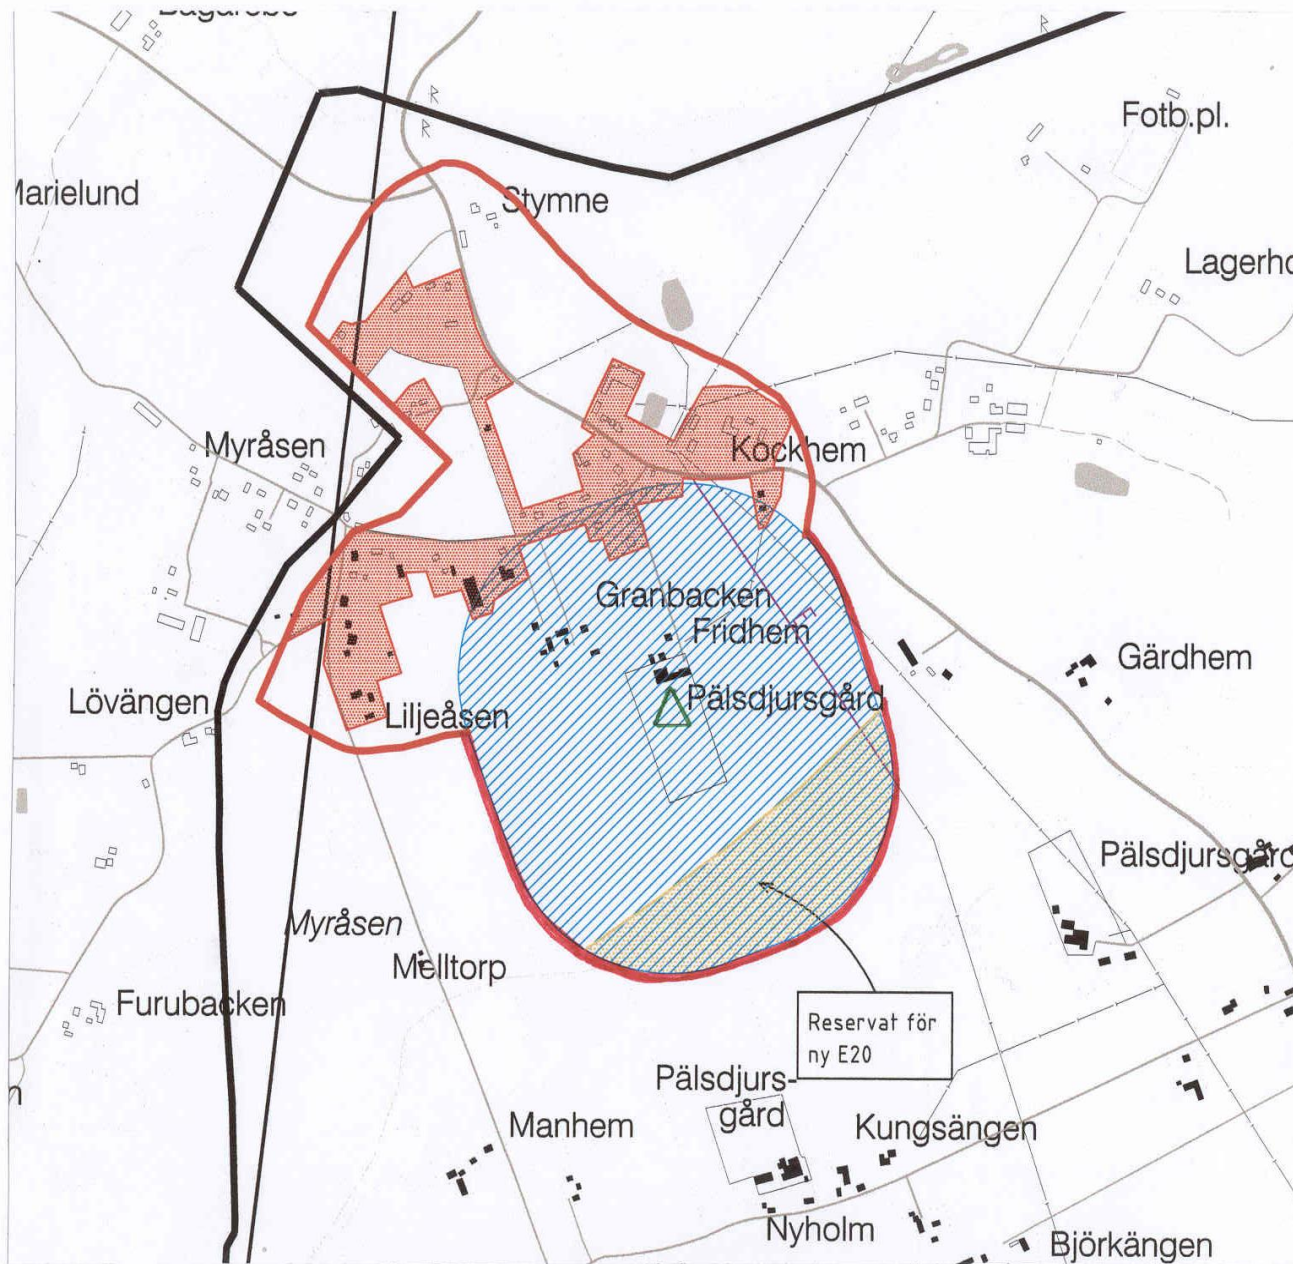 Fotb.pl.
Marielund
Stymne
Myråsen
Kockhem
Granbacken
Fridhem
Gärdhem
Lövängen
Liljeåsen
Pälsdjursgård
Pälsdjursgård
Myråsen
Melltorp
Furubacken
Reservat för
ny E20
Pälsdjurs-
gård
Manhem
Kungsängen
Nyholm
Björkängen